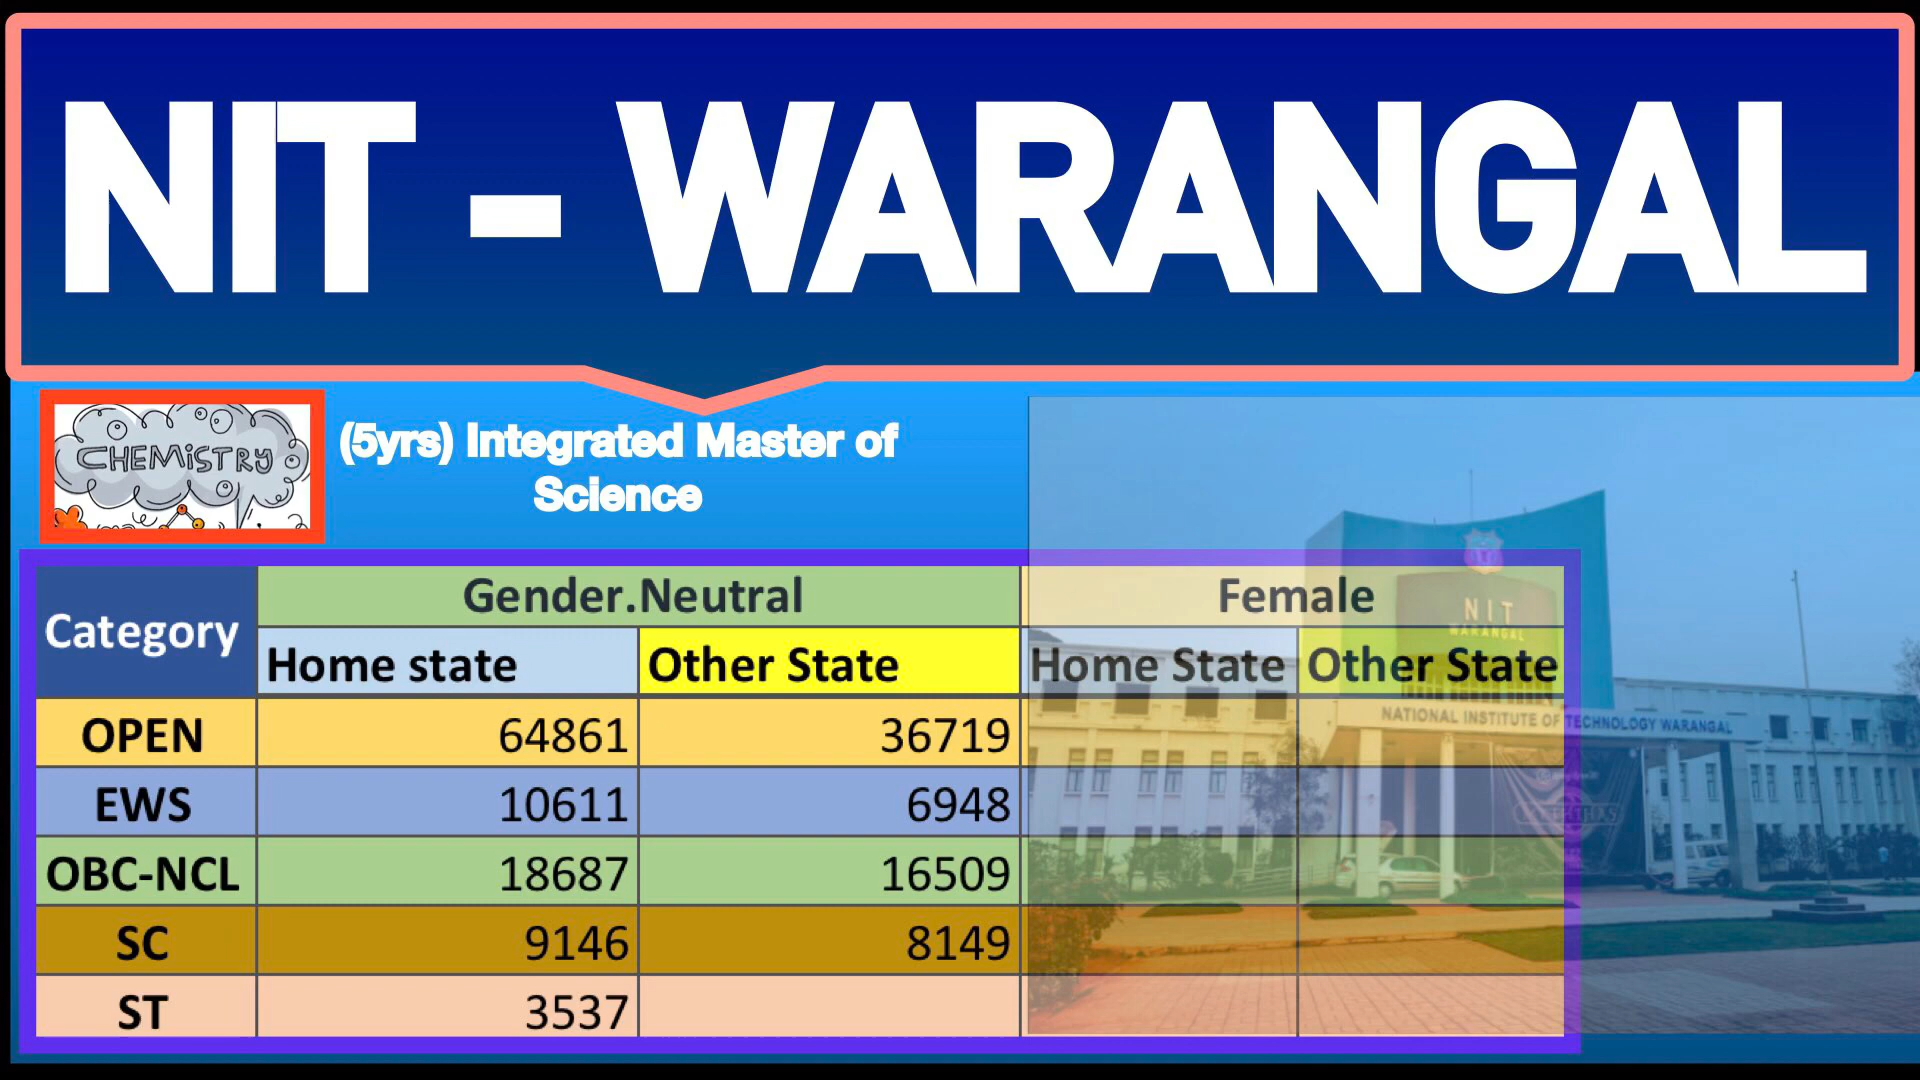 NIT - WARANGAL
CHEMiSTRY
(5yrs) Integrated Master of
Science
Category
Gender.Neutral
Female
Home state
Other State
Home State
Other State
OPEN 64861 36719
EWS 10611 6948
OBC-NCL 18687 16509
SC 9146 8149
ST 3537
NIT
WARANGAL
NATIONAL INSTITUTE OF TECHNOLOGY WARANGAL